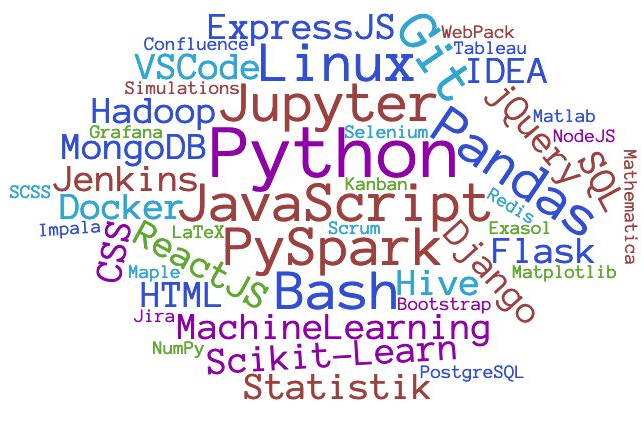 ExpressJS
Git
WebPack
Confluence
Tableau
VSCode
Linux
IDEA
Simulations
Hadoop
Jupyter
jQuery
Matlab
Grafana
Selenium
Pandas
NodeJS
MongoDB
Python
SQL
Mathematica
Jenkins
Kanban
SCSS
Docker
JavaScript
Redis
Impala
CSS
ReactJS
LaTeX
PySpark
Scrum
Django
Exasol
Flask
Maple
Matplotlib
HTML
Bash
Hive
Bootstrap
Jira
MachineLearning
NumPy
Scikit-Learn
PostgreSQL
Statistik